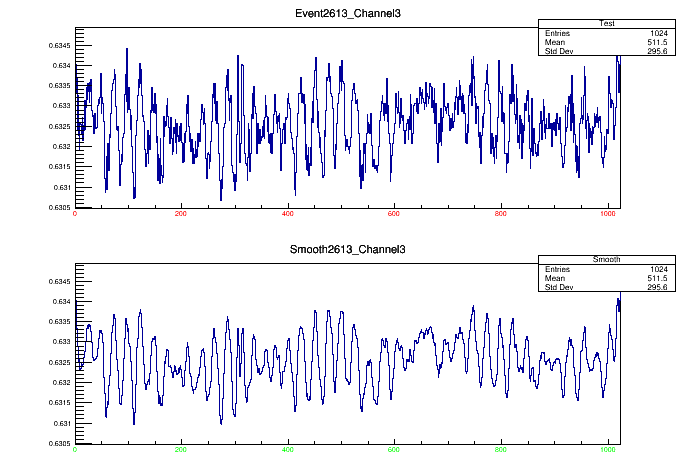 Event2613_Channel3
Test
Entries 1024
Mean 511.5
Std Dev 295.6
0.6345
0.634
0.6335
0.633
0.6325
0.632
0.6315
0.631
0.6305
0 200 400 600 800 1000
Smooth2613_Channel3
Smooth
Entries 1024
Mean 511.5
Std Dev 295.6
0.6345
0.634
0.6335
0.633
0.6325
0.632
0.6315
0.631
0.6305
0 200 400 600 800 1000